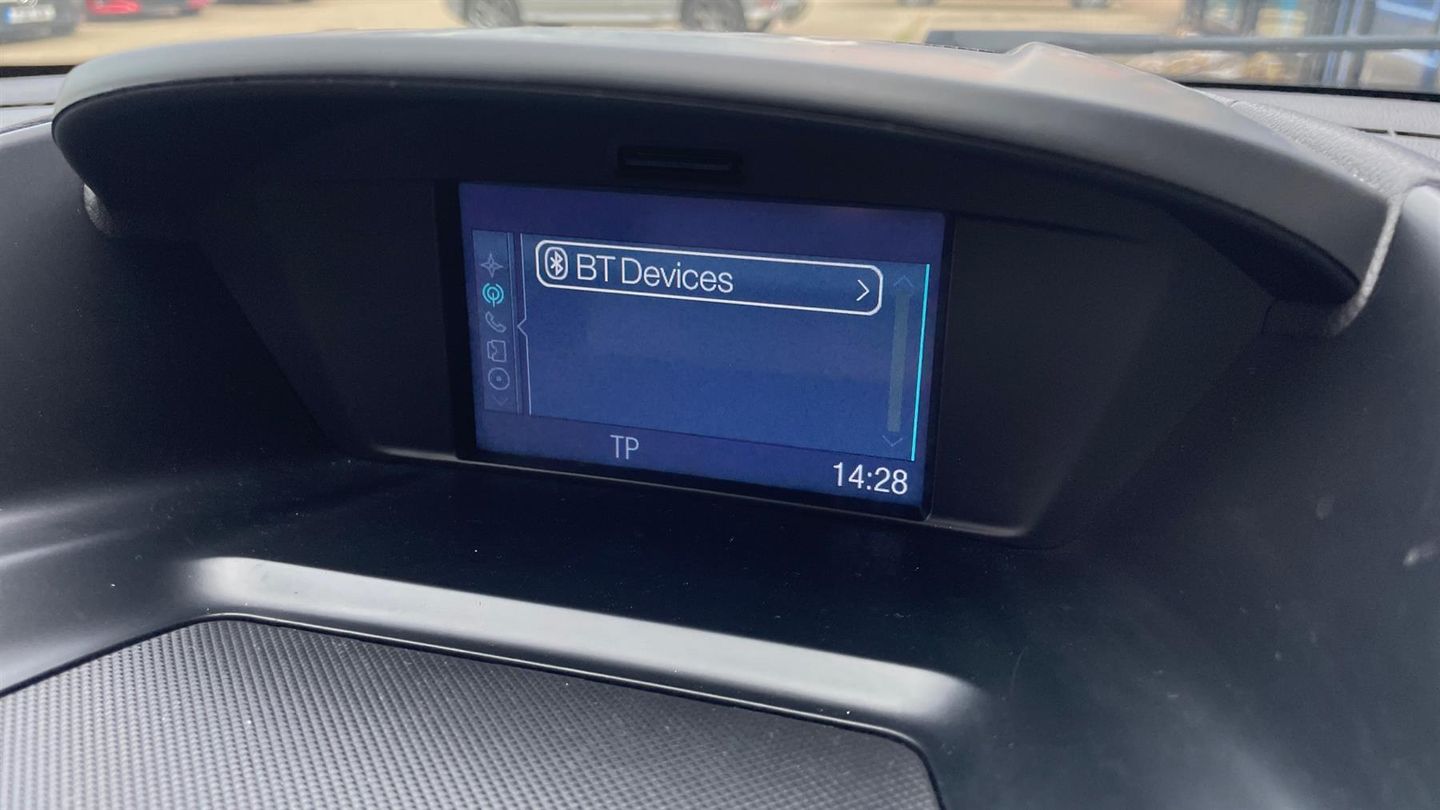 BT Devices
TP
14:28